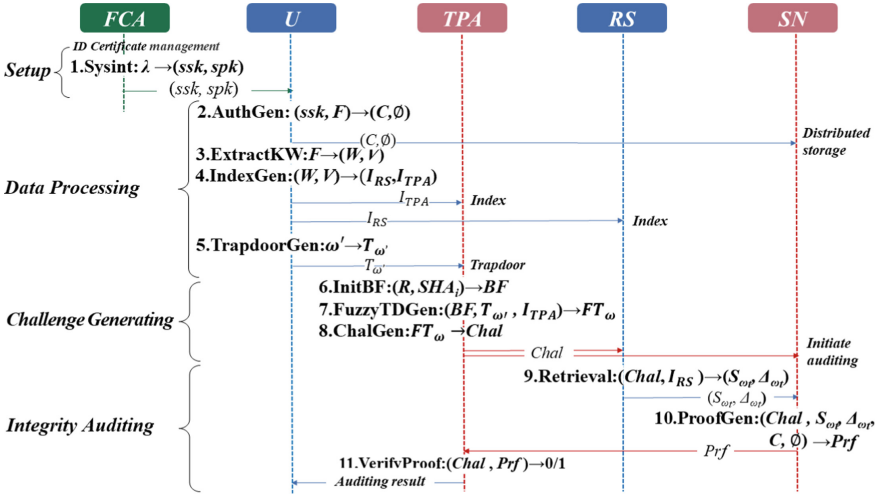 FCA U TPA RS SN
ID Certificate management
Setup
1.Sysint: λ →(ssk, spk)
(ssk, spk)
2.AuthGen: (ssk, F)→(C,∅)
(C,∅)
Distributed
storage
3.ExtractKW:F→(W, V)
4.IndexGen:(W, V)→(I_RS,I_TPA)
Data Processing
I_TPA
Index
I_RS
Index
5.TrapdoorGen:ω′→T_ω′
T_ω′
Trapdoor
6.InitBF:(R, SHA_i)→BF
7.FuzzyTDGen:(BF,T_ω′ , I_TPA)→FT_ω
Challenge Generating
8.ChalGen:FT_ω →Chal
Chal
Initiate
auditing
9.Retrieval:(Chal, I_RS )→(S_ωt, Δ_ωt)
(S_ωt, Δ_ωt)
Integrity Auditing
10.ProofGen:(Chal , S_ωt, Δ_ωt,
C, ∅) →Prf
Prf
11.VerifyProof:(Chal , Prf)→0/1
Auditing result